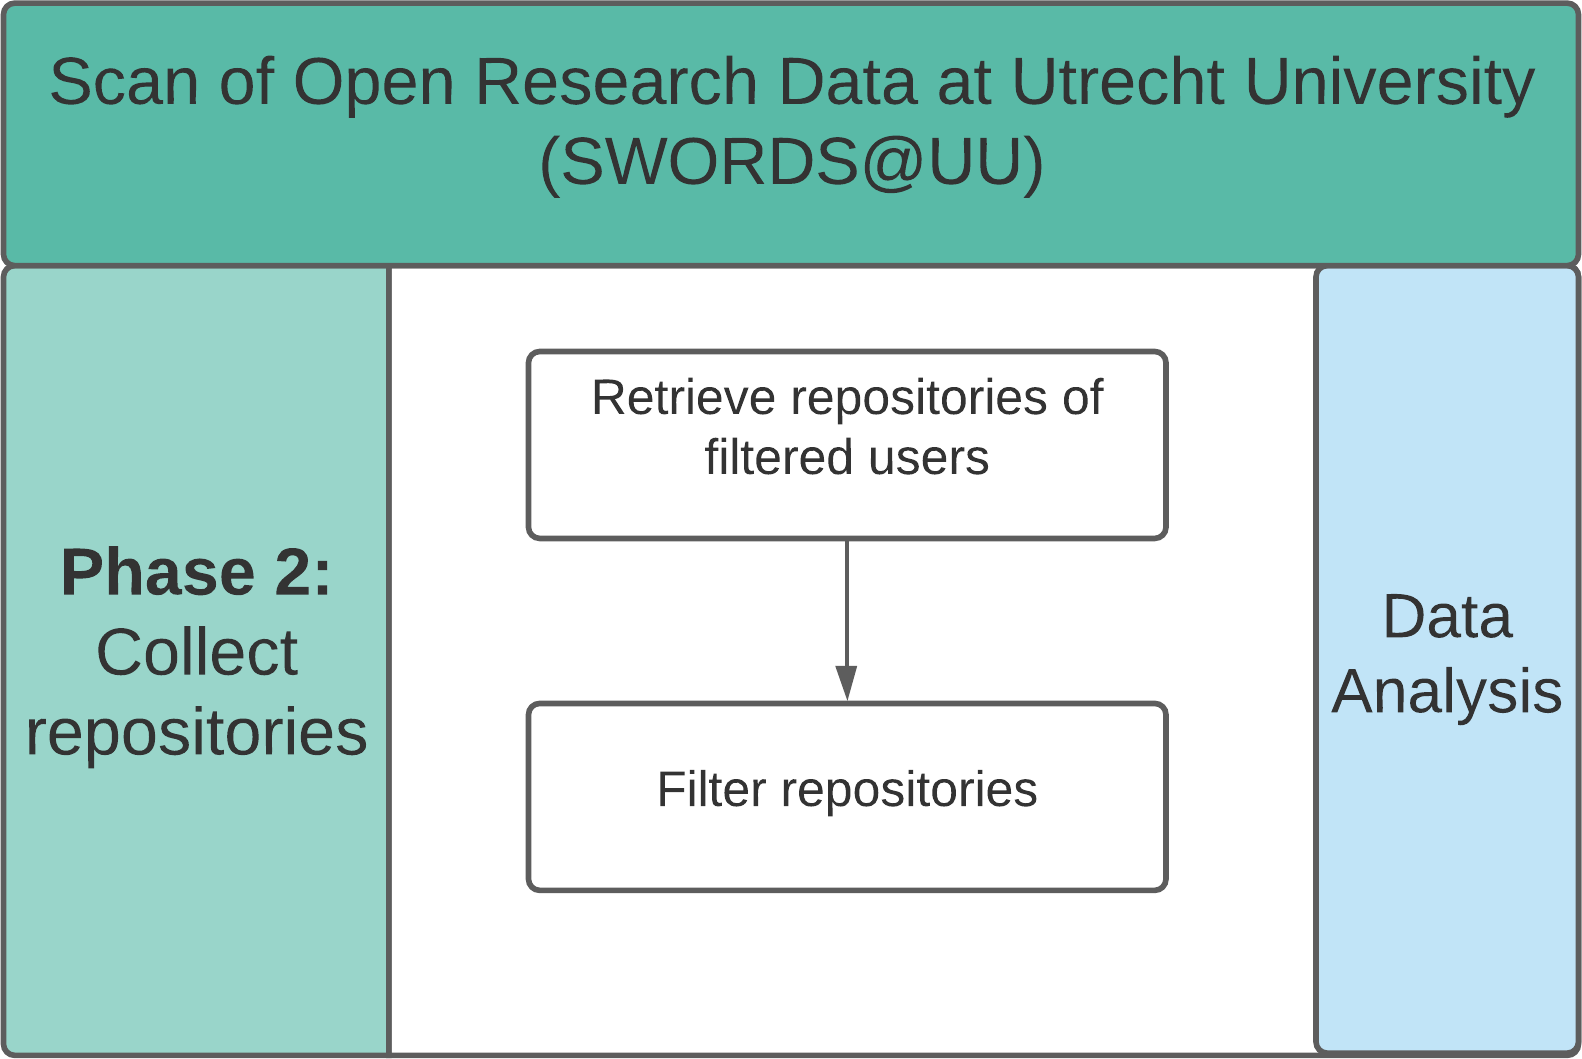 Scan of Open Research Data at Utrecht University
(SWORDS@UU)
Phase 2:
Collect
repositories
Retrieve repositories of
filtered users
Filter repositories
Data
Analysis